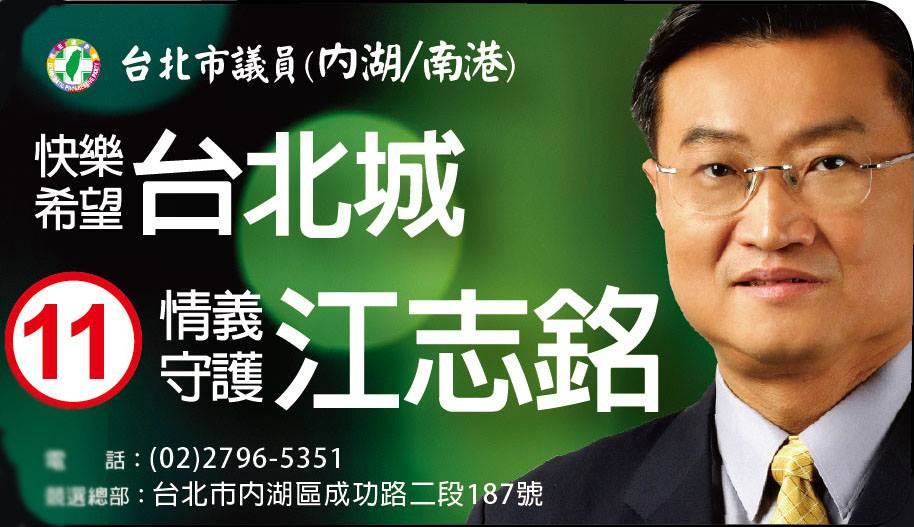 台北市議員(內湖/南港)
快樂希望 台北城
11 情義守護 江志銘
電話：(02)2796-5351
競選總部：台北市內湖區成功路二段187號